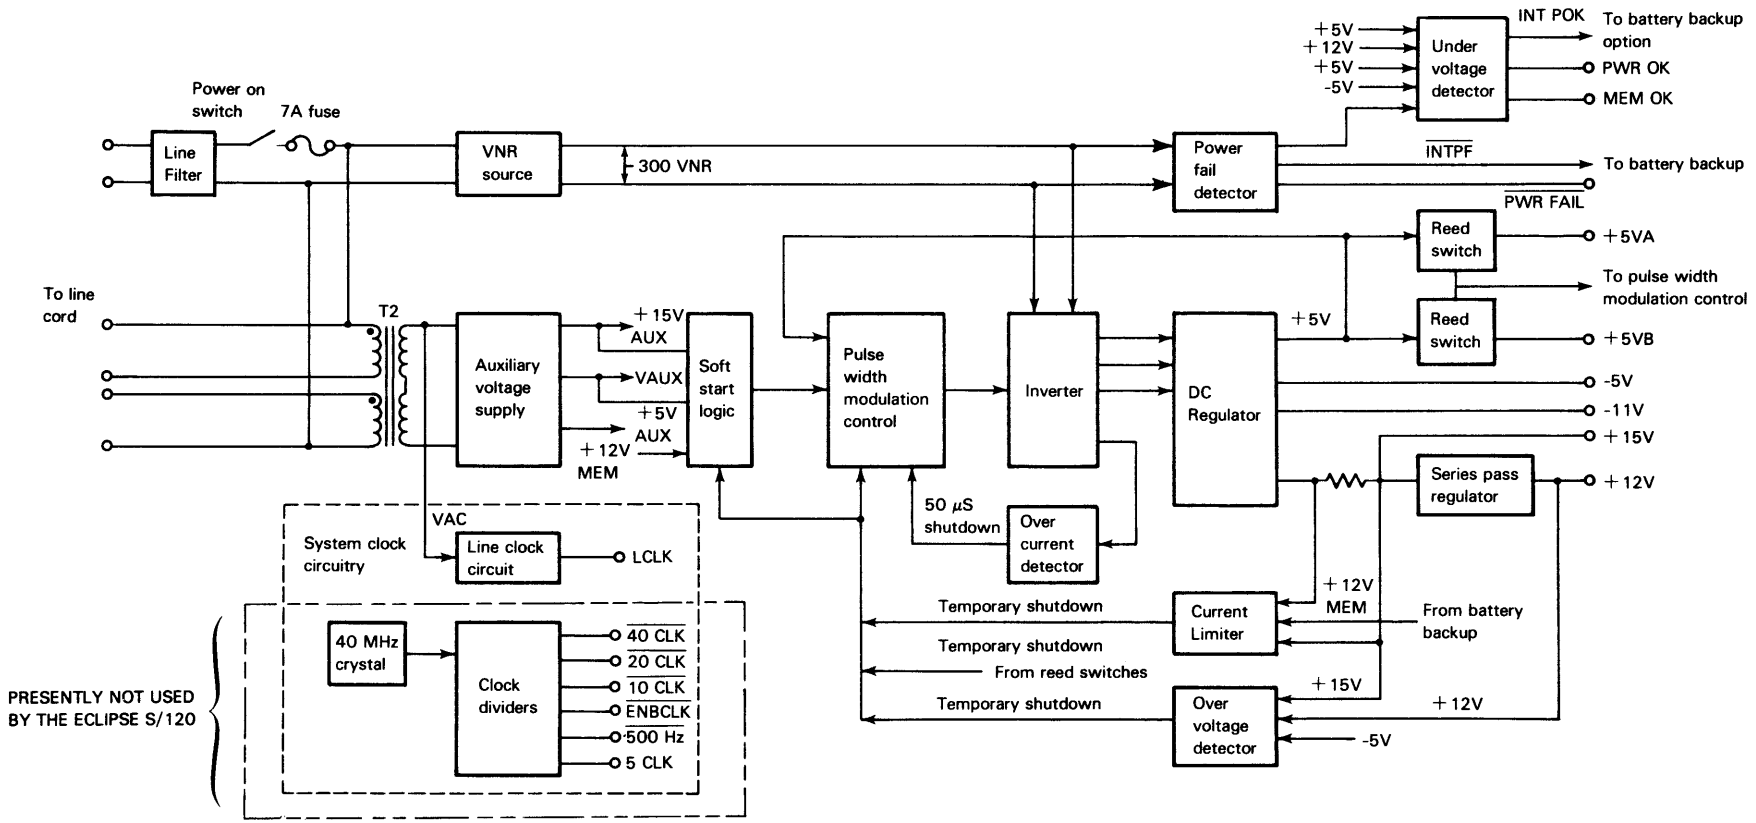 INT POK
To battery backup
option
+5V
+12V
+5V
-5V
Under
voltage
detector
PWR OK
MEM OK
Power on
switch
7A fuse
Line
Filter
VNR
source
300 VNR
Power
fail
detector
INTPF
To battery backup
PWR FAIL
Reed
switch
+5VA
To pulse width
modulation control
Reed
switch
+5VB
+5V
To line
cord
T2
Auxiliary
voltage
supply
+15V
AUX
VAUX
+5V
AUX
+12V
MEM
Soft
start
logic
Pulse
width
modulation
control
Inverter
DC
Regulator
-5V
-11V
+15V
Series pass
regulator
+12V
50 µS
shutdown
Over
current
detector
VAC
System clock
circuitry
Line clock
circuit
LCLK
Temporary shutdown
Current
Limiter
+12V
MEM
From battery
backup
Temporary shutdown
From reed switches
Temporary shutdown
Over
voltage
detector
+15V
+12V
-5V
PRESENTLY NOT USED
BY THE ECLIPSE S/120
40 MHz
crystal
Clock
dividers
40 CLK
20 CLK
10 CLK
ENBCLK
500 Hz
5 CLK